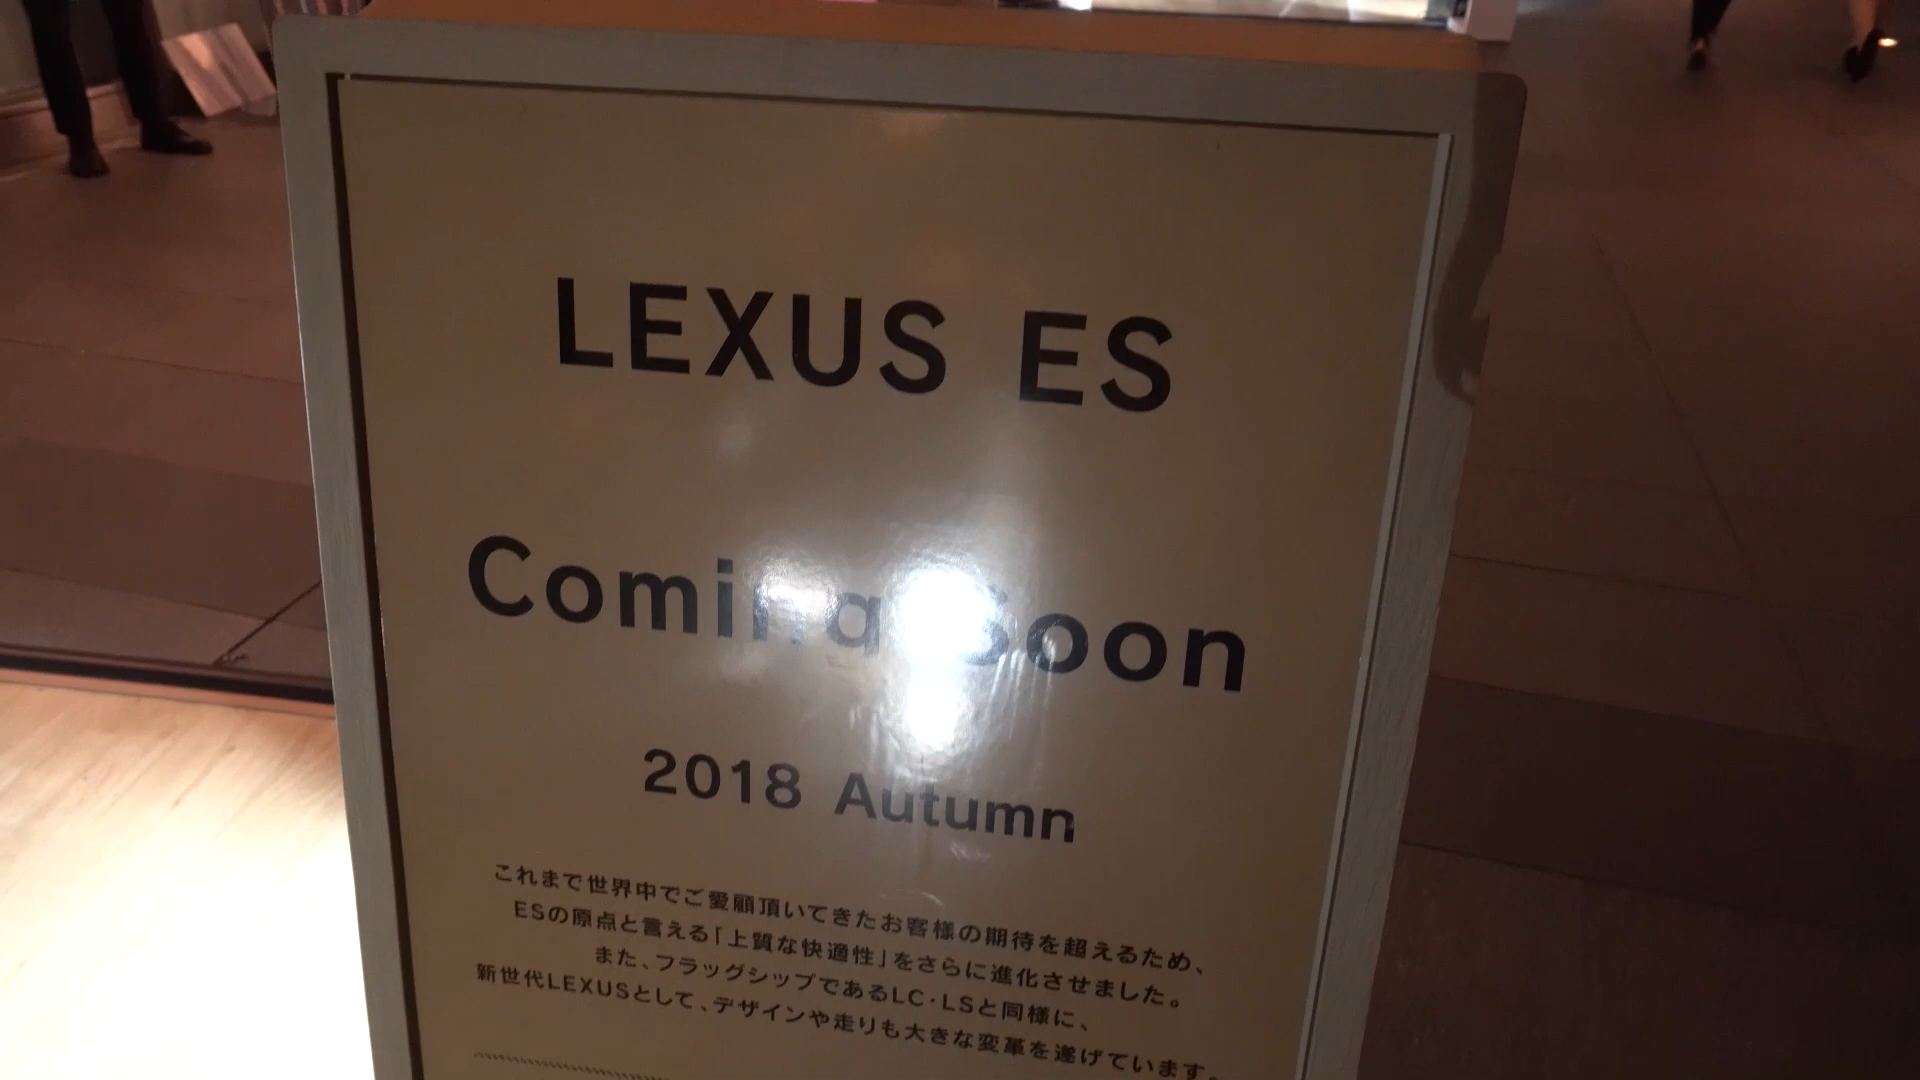 LEXUS ES
Coming Soon
2018 Autumn
これまで世界中でご愛顧頂いてきたお客様の期待を超えるため、
ESの原点と言える「上質な快適性」をさらに進化させました。
また、フラッグシップであるLC・LSと同様に、
新世代LEXUSとして、デザインや走りも大きな変革を遂げています。